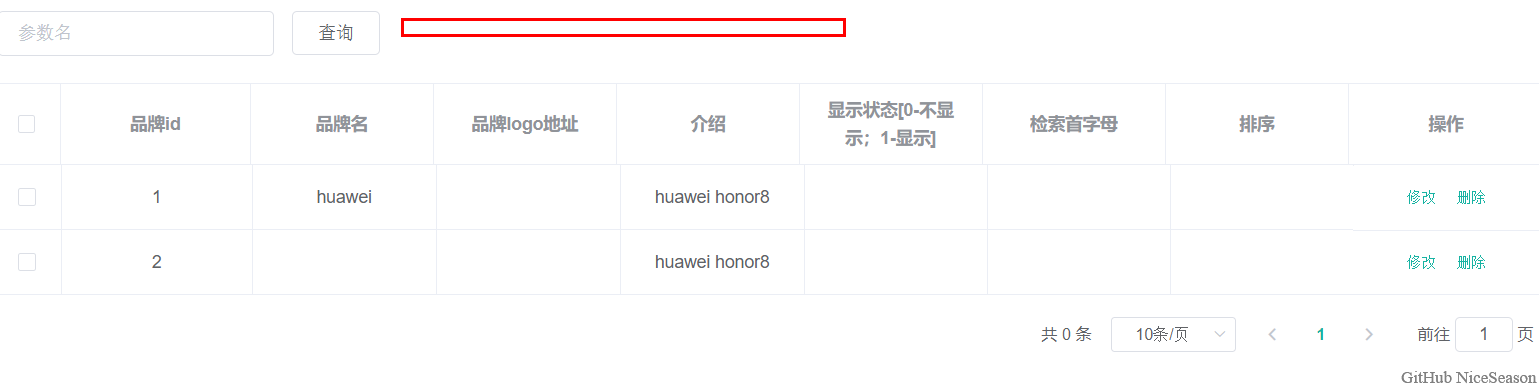 参数名 查询
品牌id 品牌名 品牌logo地址 介绍 显示状态[0-不显 检索首字母 排序 操作
示；1-显示]
1 huawei huawei honor8 修改 删除
2 huawei honor8 修改 删除
共 0 条 10条/页 1 前往 1 页
GitHub NiceSeason